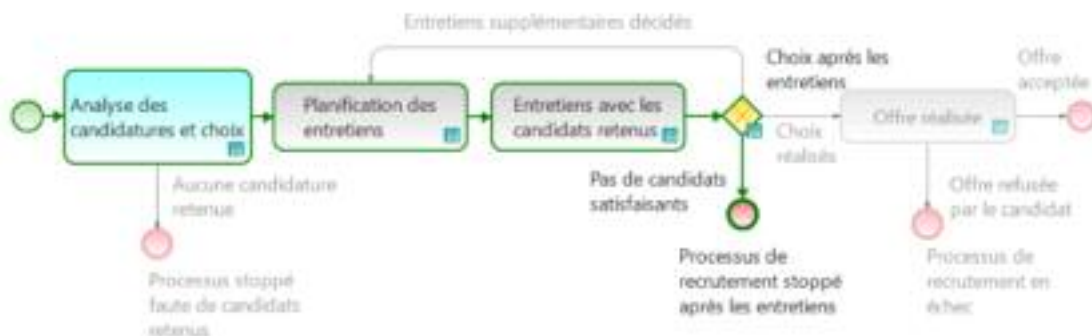 Entretiens supplémentaires décidés
Choix après les
entretiens
Offre
acceptée
Analyse des
candidatures et choix
Planification des
entretiens
Entretiens avec les
candidats retenus
Offre réalisée
Choix
réalisés
Aucune candidature
retenue
Pas de candidats
satisfaisants
Offre refusée
par le candidat
Processus stoppé
faute de candidats
retenus
Processus de
recrutement stoppé
après les entretiens
Processus de
recrutement en
échec